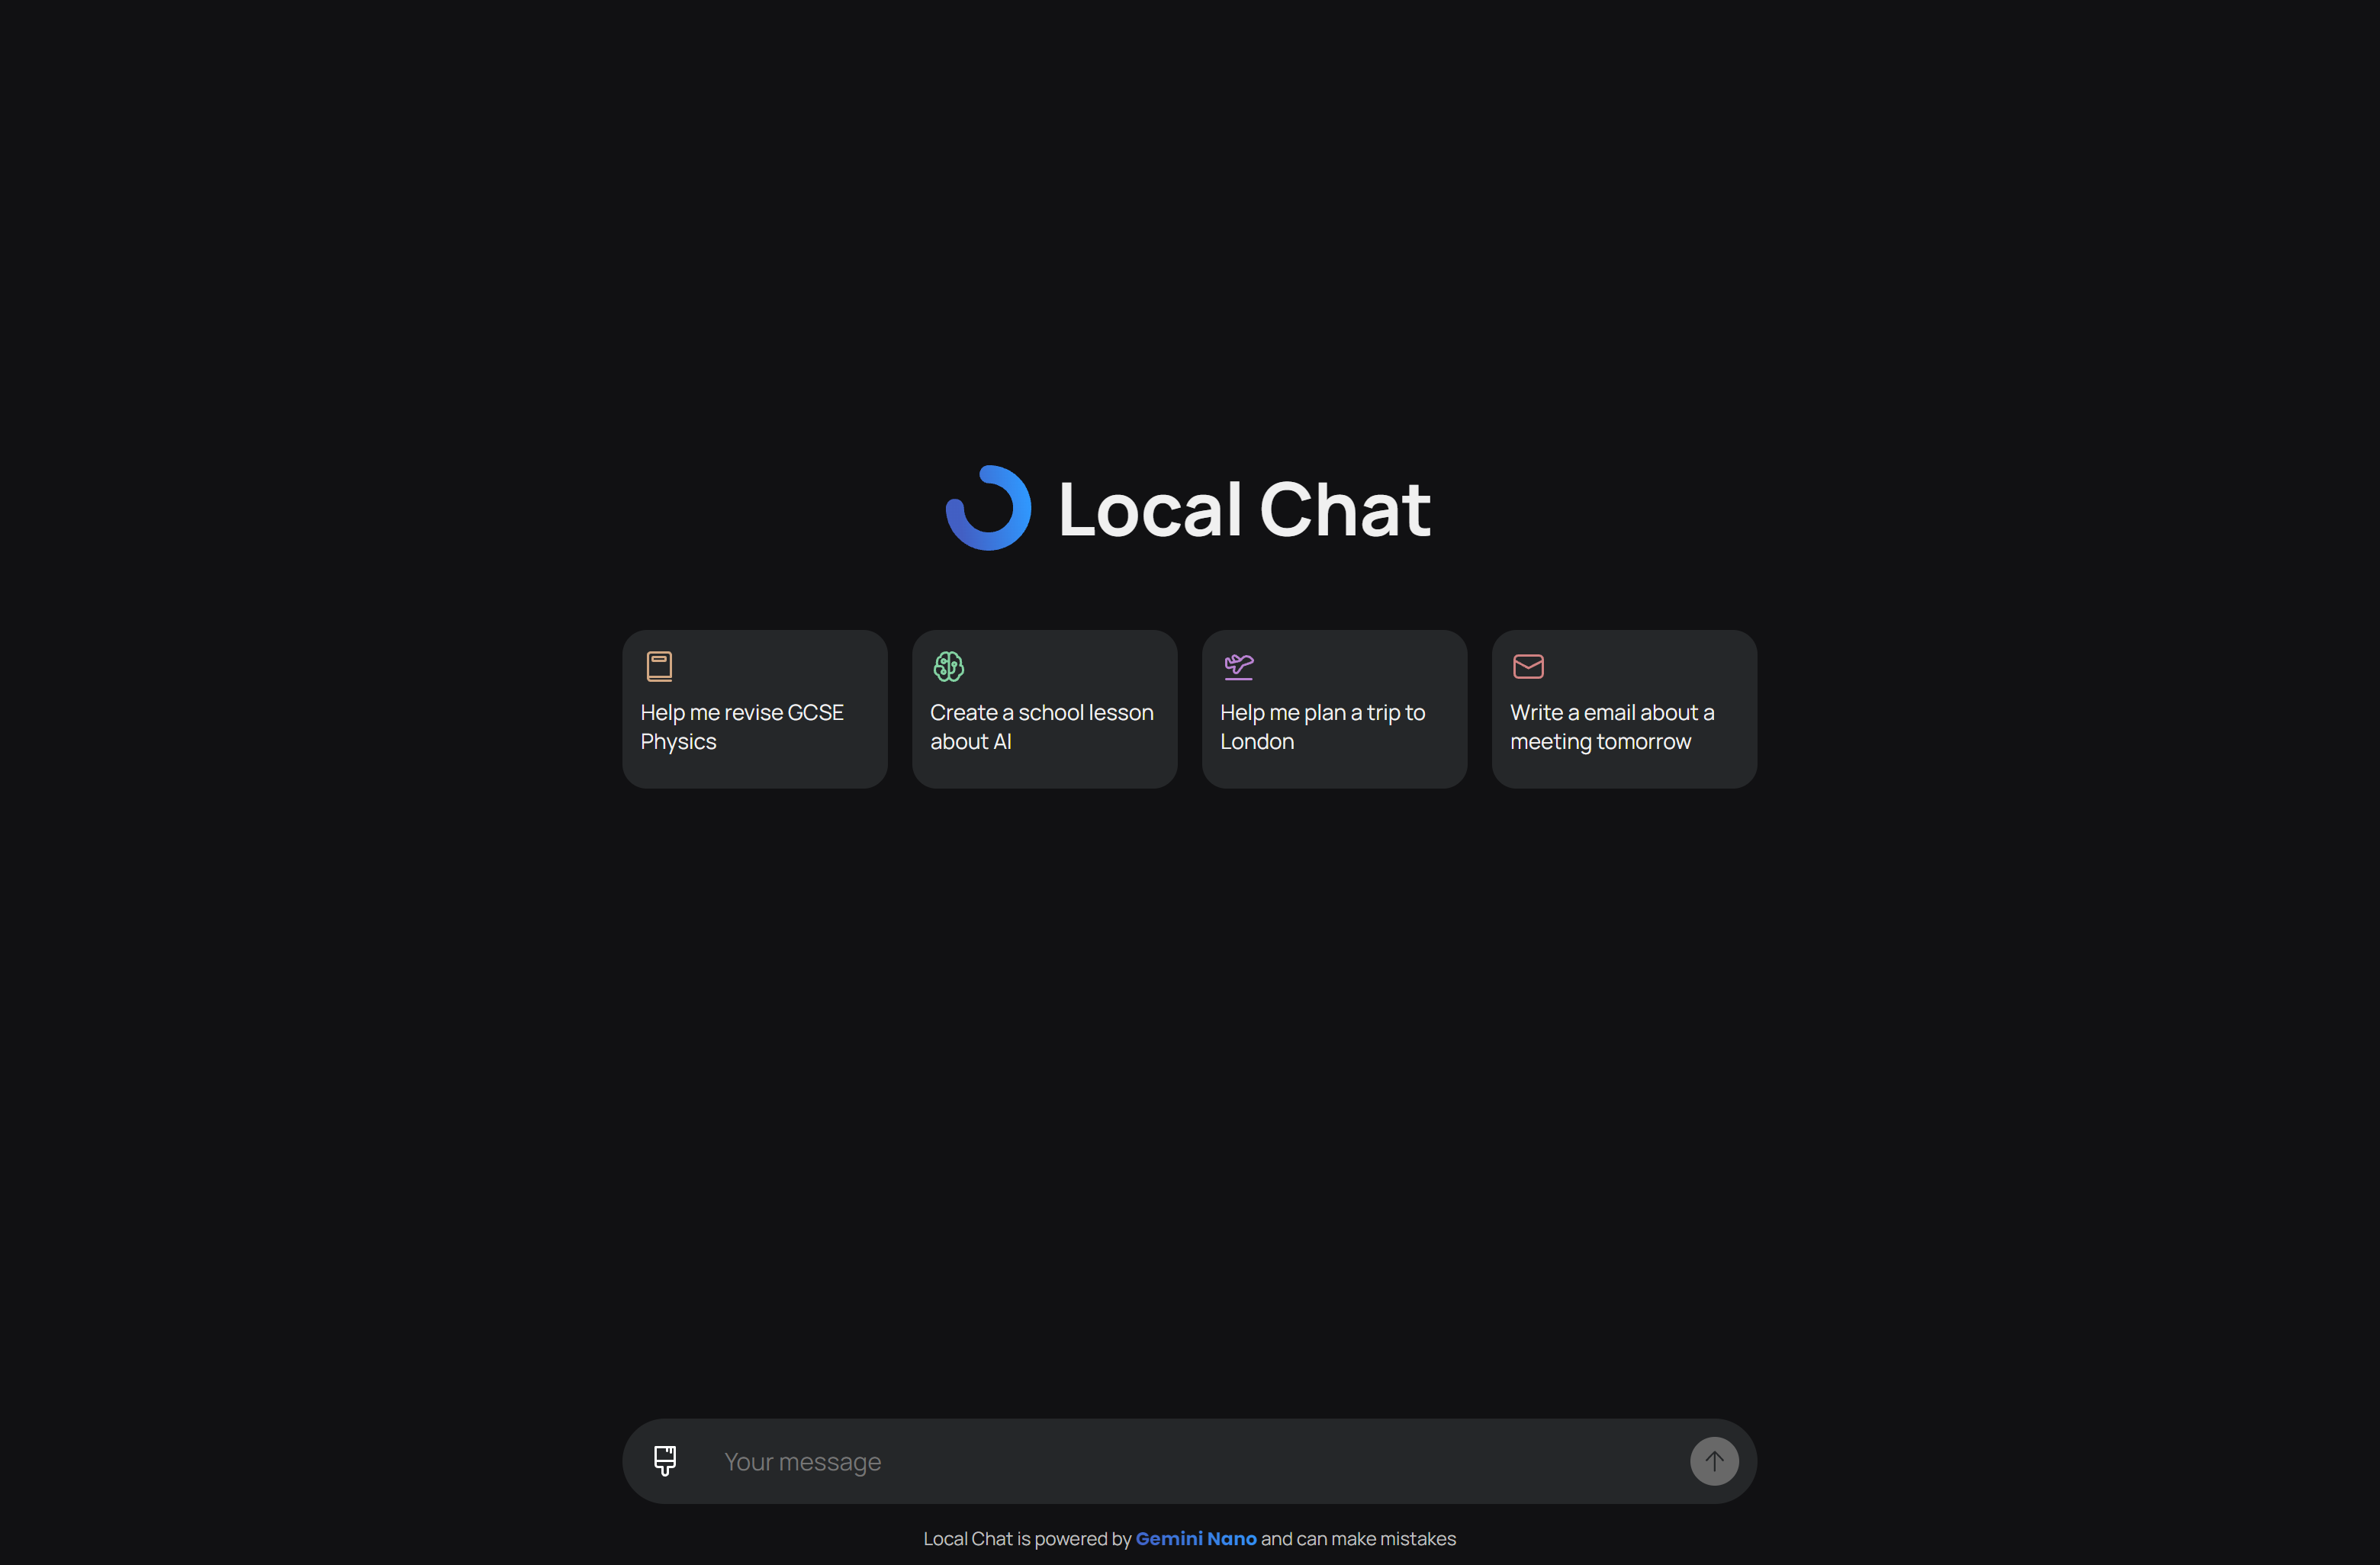 Local Chat
Help me revise GCSE
Physics
Create a school lesson
about AI
Help me plan a trip to
London
Write a email about a
meeting tomorrow
Your message
Local Chat is powered by Gemini Nano and can make mistakes